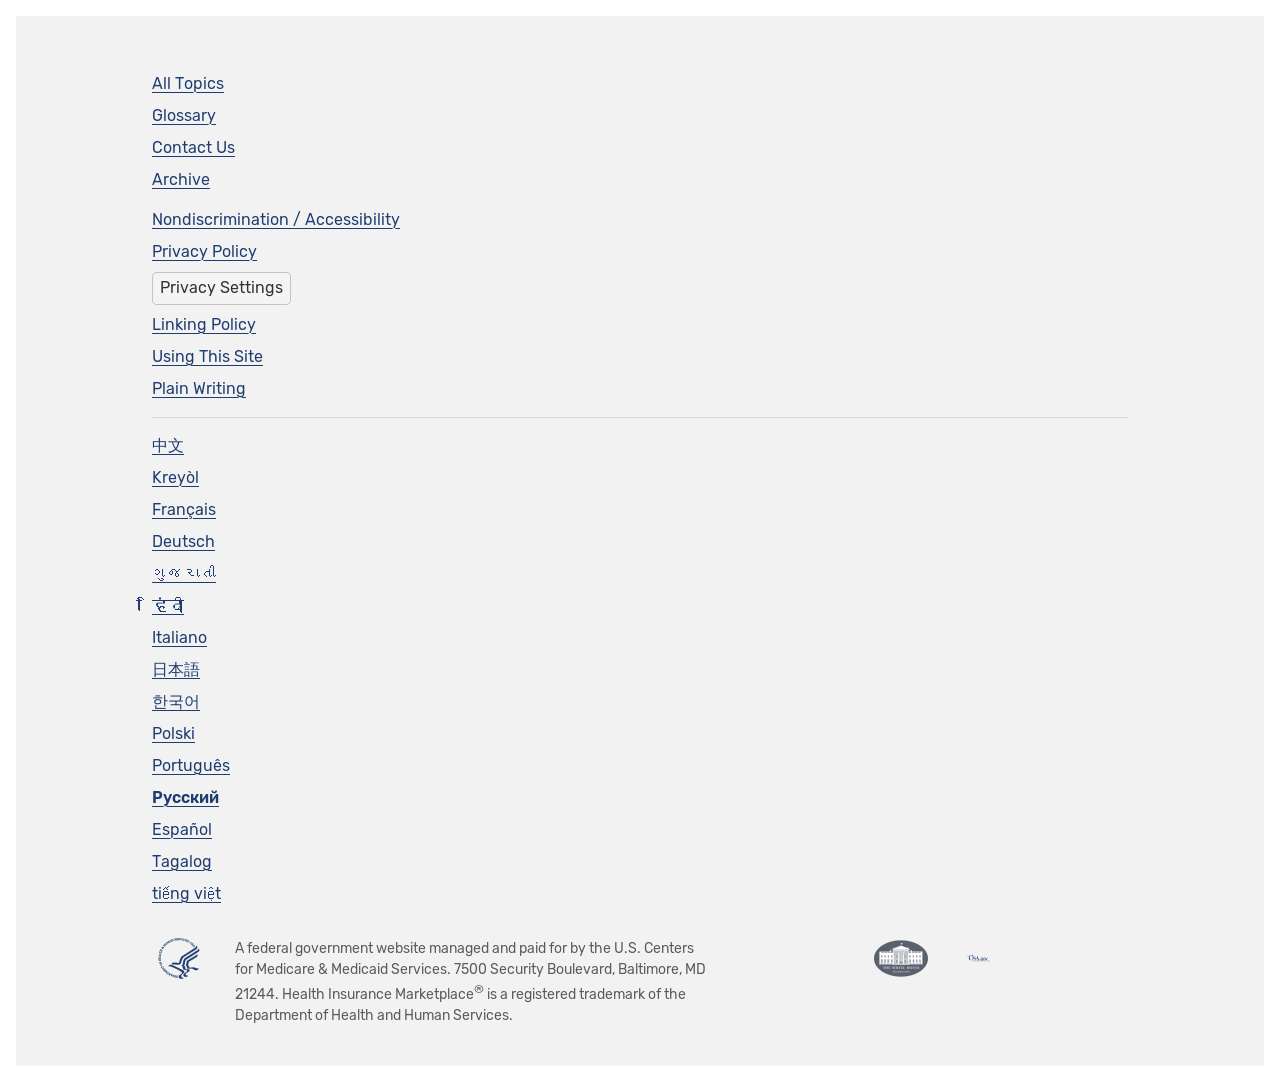 All Topics
Glossary
Contact Us
Archive
Nondiscrimination / Accessibility
Privacy Policy
Privacy Settings
Linking Policy
Using This Site
Plain Writing
中文
Kreyòl
Français
Deutsch
ગુજરાતી
हिंदी
Italiano
日本語
한국어
Polski
Português
Русский
Español
Tagalog
tiếng việt
A federal government website managed and paid for by the U.S. Centers
for Medicare & Medicaid Services. 7500 Security Boulevard, Baltimore, MD
21244. Health Insurance Marketplace® is a registered trademark of the
Department of Health and Human Services.
THE WHITE HOUSE